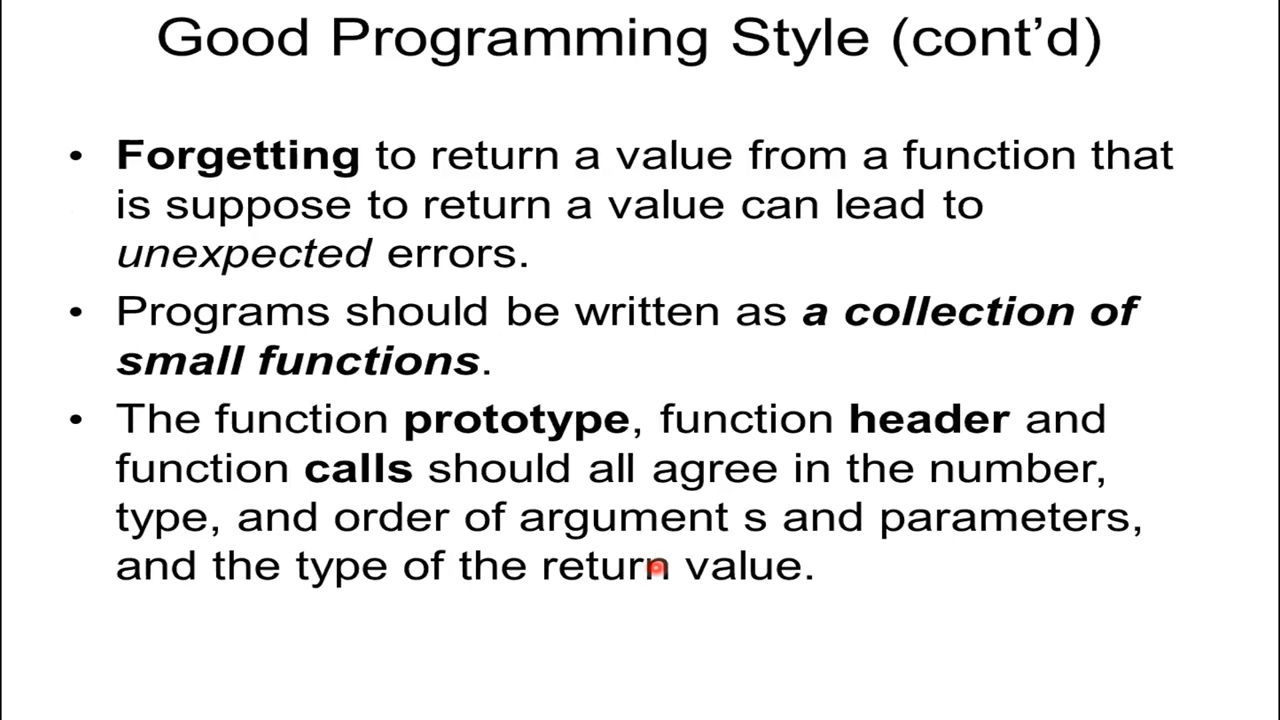 Good Programming Style (cont’d)
• Forgetting to return a value from a function that
is suppose to return a value can lead to
unexpected errors.
• Programs should be written as a collection of
small functions.
• The function prototype, function header and
function calls should all agree in the number,
type, and order of argument s and parameters,
and the type of the return value.